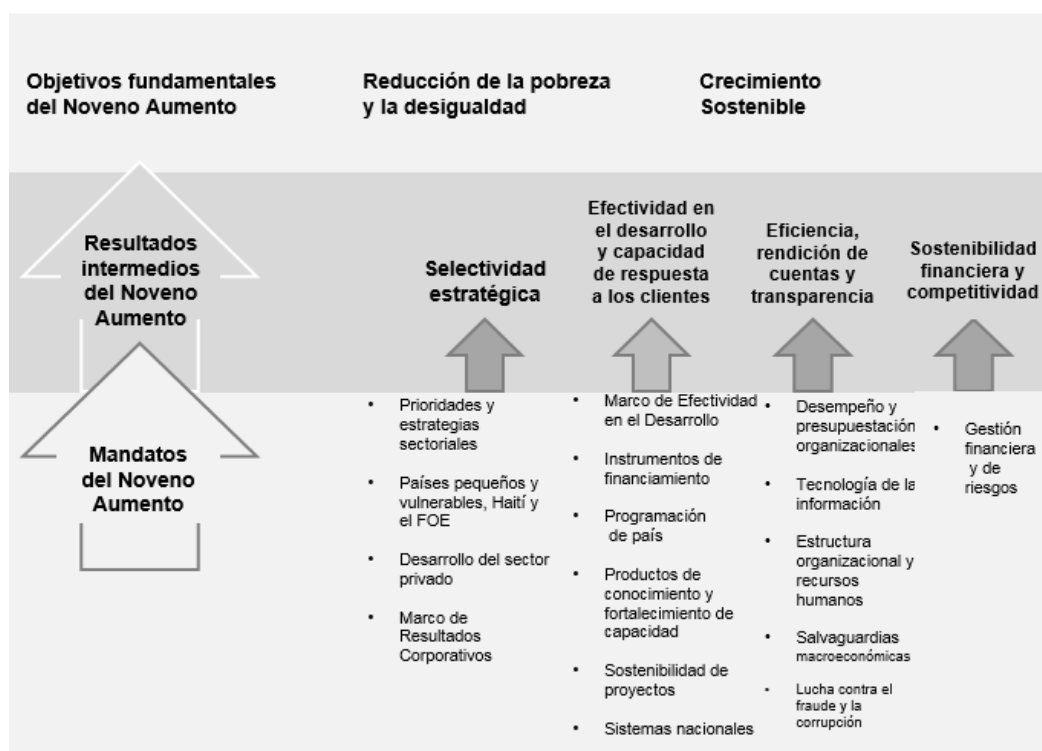 Objetivos fundamentales
del Noveno Aumento
Reducción de la pobreza
y la desigualdad
Crecimiento
Sostenible
Resultados
intermedios
del Noveno
Aumento
Selectividad
estratégica
Efectividad en
el desarrollo
y capacidad
de respuesta
a los clientes
Eficiencia,
rendición de
cuentas y
transparencia
Sostenibilidad
financiera y
competitividad
Mandatos
del Noveno
Aumento
• Prioridades y
estrategias
sectoriales
• Países pequeños y
vulnerables, Haití y
el FOE
• Desarrollo del sector
privado
• Marco de
Resultados
Corporativos
• Marco de Efectividad
en el Desarrollo
• Instrumentos de
financiamiento
• Programación
de país
• Productos de
conocimiento y
fortalecimiento de
capacidad
• Sostenibilidad de
proyectos
• Sistemas nacionales
• Desempeño y
presupuestación
organizacionales
• Tecnología de la
información
• Estructura
organizacional y
recursos
humanos
• Salvaguardias
macroeconómicas
• Lucha contra el
fraude y la
corrupción
• Gestión
financiera
y de
riesgos